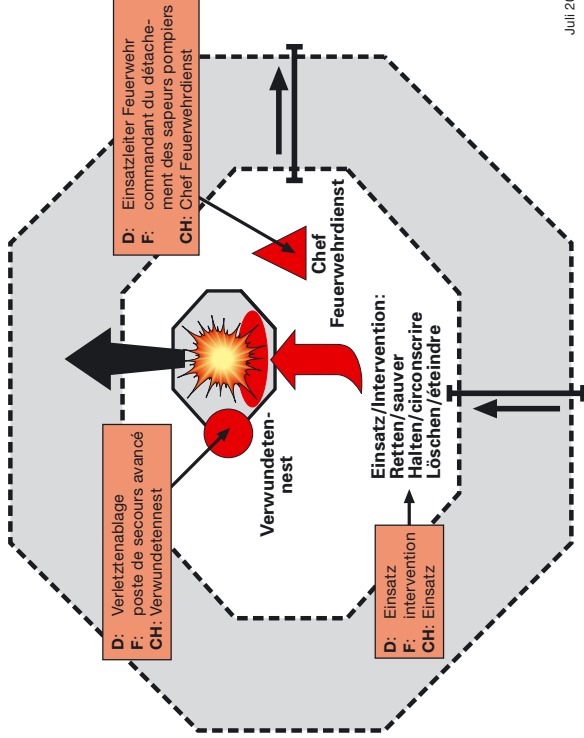 D: Einsatzleiter Feuerwehr
F: commandant du détache-
ment des sapeurs pompiers
CH: Chef Feuerwehrdienst
D: Verletztenablage
F: poste de secours avancé
CH: Verwundetennest
Chef
Feuerwehrdienst
Verwundeten-
nest
Einsatz/Intervention:
Retten/sauver
Halten/circonscrire
Löschen/éteindre
D: Einsatz
F: intervention
CH: Einsatz
Juli 20